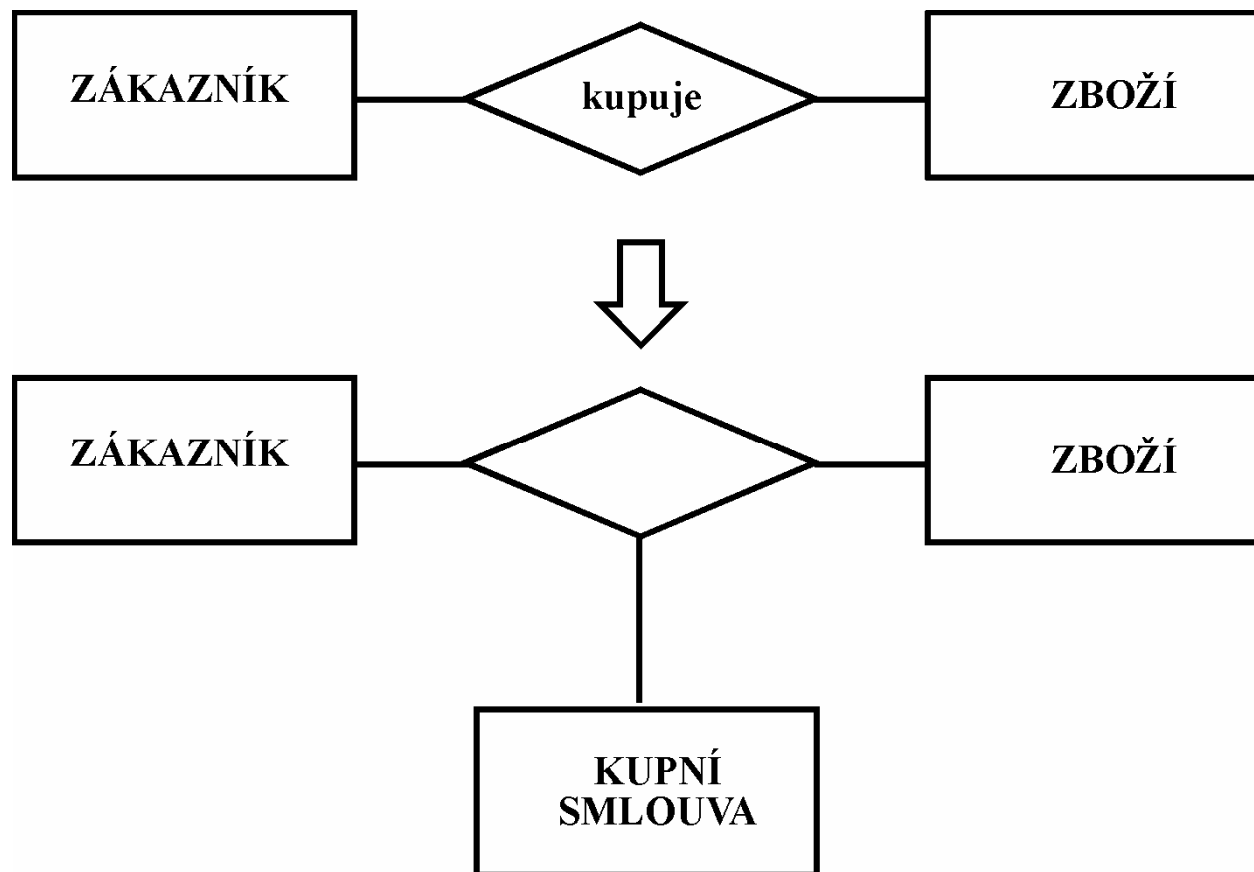 ZÁKAZNÍK
kupuje
ZBOŽÍ
ZÁKAZNÍK
ZBOŽÍ
KUPNÍ
SMLOUVA